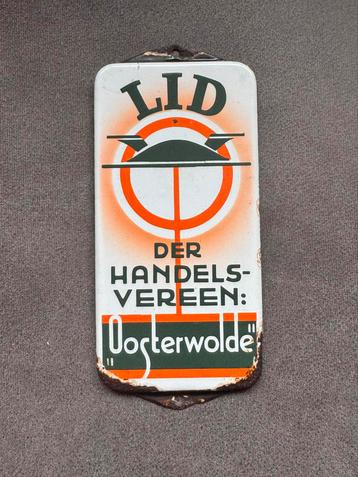 LID
DER
HANDELS-
VEREEN:
"Oosterwolde"